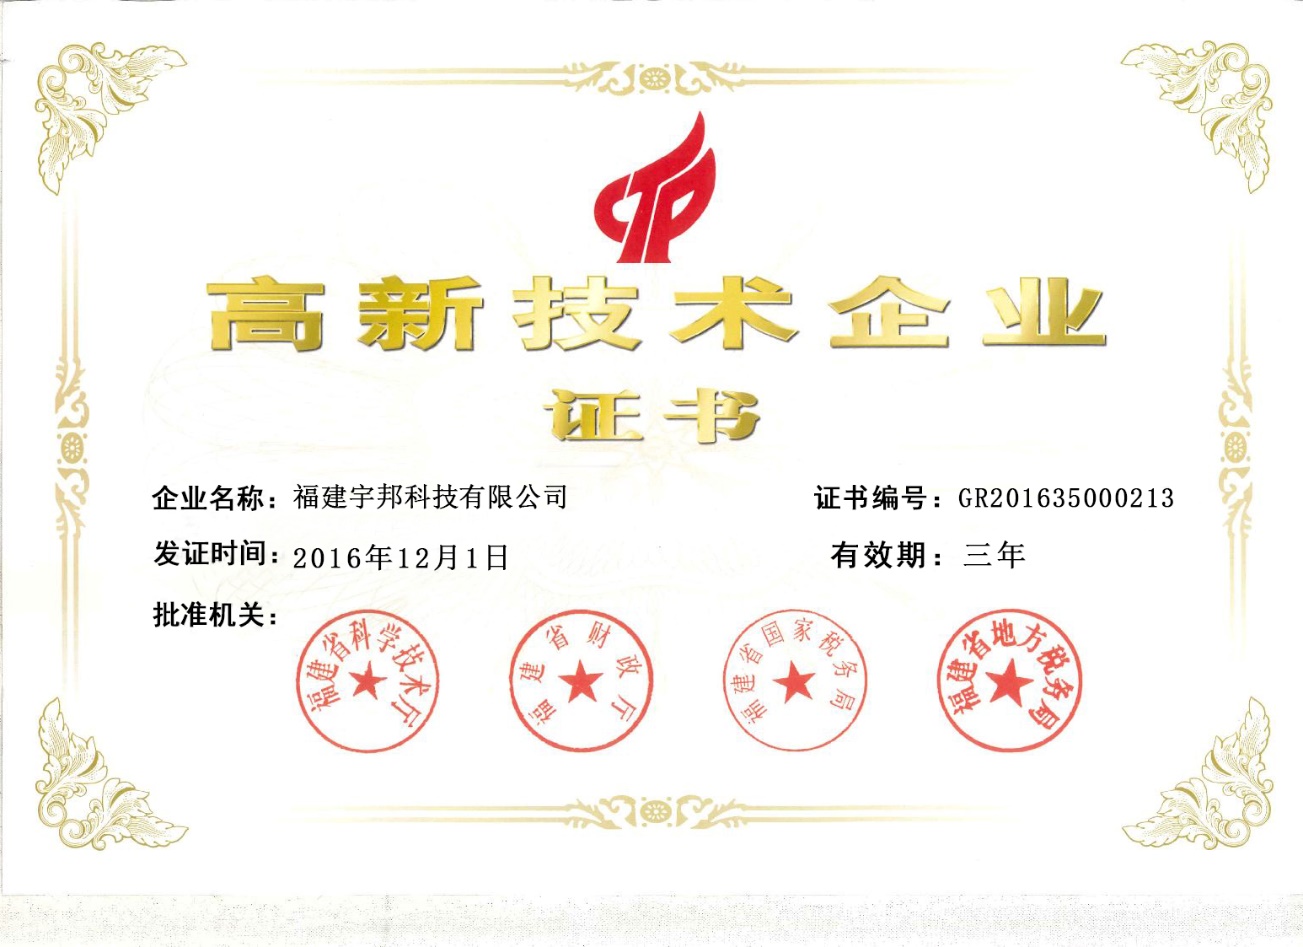 CTP
高新技术企业
证书
企业名称：福建宇邦科技有限公司
证书编号：GR201635000213
发证时间：2016年12月1日
有效期：三年
批准机关：
福建省科学技术厅
福建省财政厅
福建省国家税务局
福建省地方税务局